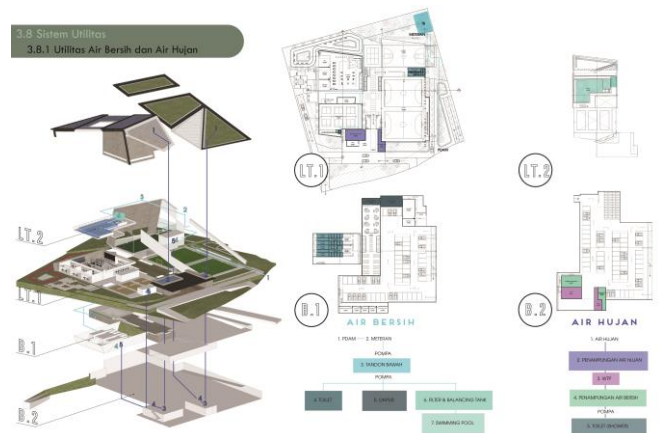 3.8 Sistem Utilitas
3.8.1 Utilitas Air Bersih dan Air Hujan
METERAN
POMPA
LT.1
LT.2
LT.2
LT.1
B.1
B.2
B.1
B.2
AIR BERSIH
1. PDAM
2. METERAN
POMPA
3. TANDON BAWAH
POMPA
4. TOILET
5. DAPUR
6. FILTER & BALANCING TANK
7. SWIMMING POOL
AIR HUJAN
1. AIR HUJAN
2. PENAMPUNGAN AIR HUJAN
3. WTP
4. PENAMPUNGAN AIR BERSIH
POMPA
5. TOILET SHOWER